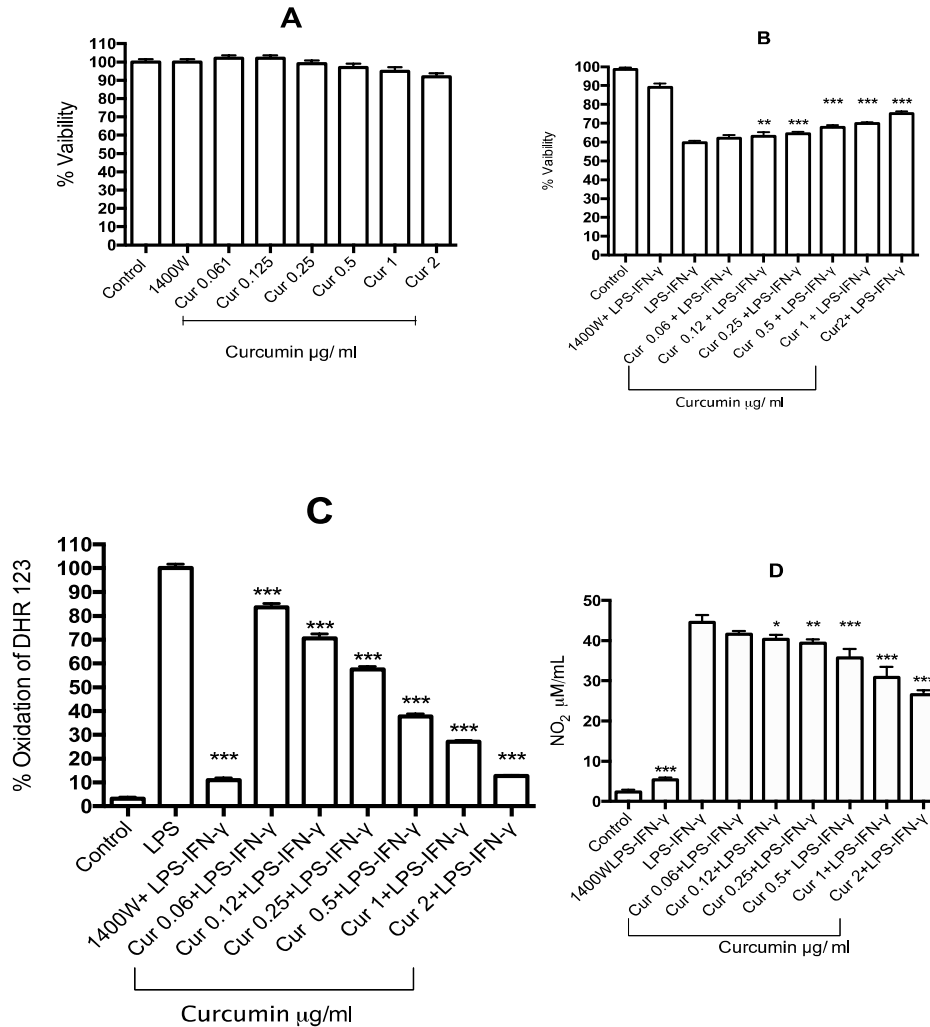 A
110
100
90
80
70
60
50
40
30
20
10
0
% Vaibility
Control
1400W
Cur 0.061
Cur 0.125
Cur 0.25
Cur 0.5
Cur 1
Cur 2
Curcumin µg/ ml
B
100
90
80
70
60
50
40
30
20
10
0
% Vaibility
** *** *** *** ***
Control
1400W+ LPS-IFN-γ
LPS-IFN-γ
Cur 0.06 + LPS-IFN-γ
Cur 0.12 + LPS-IFN-γ
Cur 0.25 +LPS-IFN-γ
Cur 0.5 + LPS-IFN-γ
Cur 1 + LPS-IFN-γ
Cur2+ LPS-IFN-γ
Curcumin µg/ ml
C
110
100
90
80
70
60
50
40
30
20
10
0
% Oxidation of DHR 123
*** *** *** *** *** *** ***
Control
LPS
1400W+ LPS-IFN-γ
Cur 0.06+LPS-IFN-γ
Cur 0.12+LPS-IFN-γ
Cur 0.25+LPS-IFN-γ
Cur 0.5+LPS-IFN-γ
Cur 1+LPS-IFN-γ
Cur 2+LPS-IFN-γ
Curcumin µg/ml
D
50
40
30
20
10
0
NO2 µM/mL
*** * ** *** *** ***
Control
1400W/LPS-IFN-γ
LPS-IFN-γ
Cur 0.06+LPS-IFN-γ
Cur 0.12+LPS-IFN-γ
Cur 0.25+LPS-IFN-γ
Cur 0.5+ LPS-IFN-γ
Cur 1+LPS-IFN-γ
Cur 2+LPS-IFN-γ
Curcumin µg/ ml